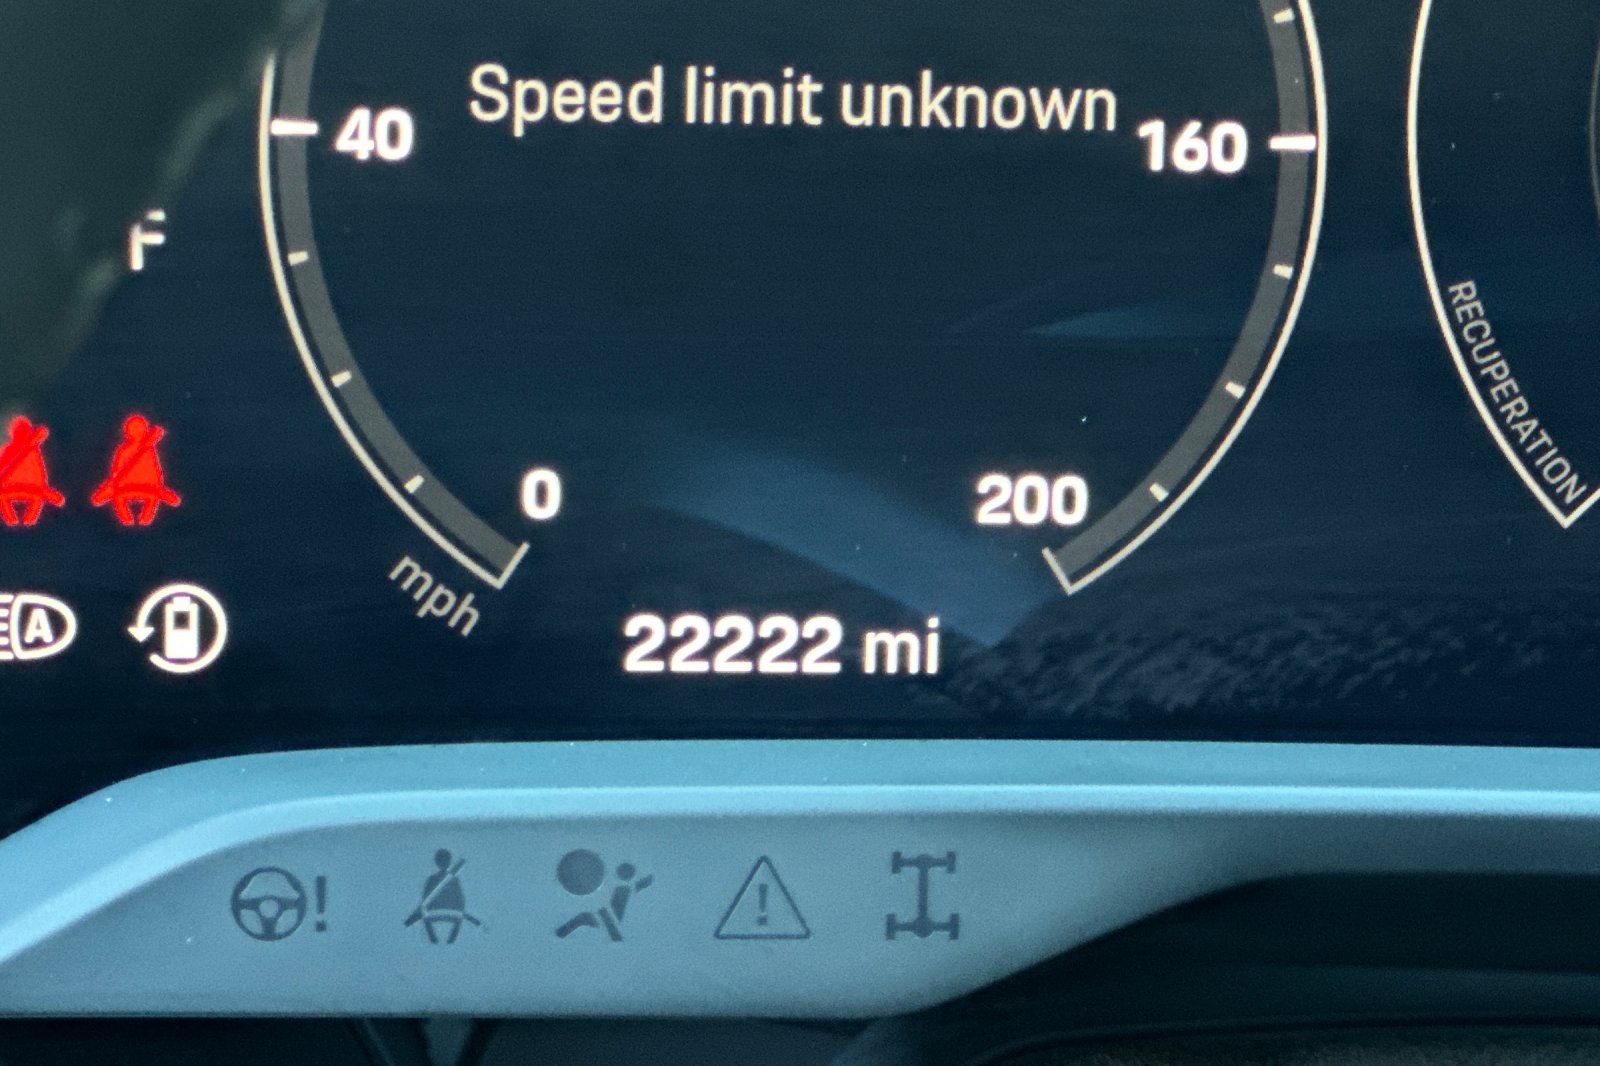 Speed limit unknown
40
160
F
RECUPERATION
0
200
mph
A
22222 mi
!
!